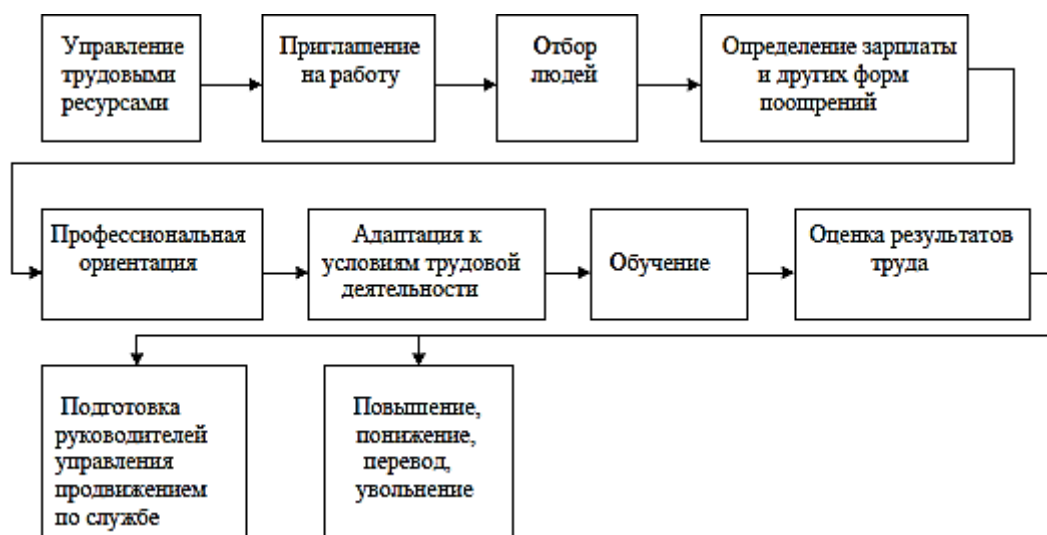 Управление
трудовыми
ресурсами
Приглашение
на работу
Отбор
людей
Определение зарплаты
и других форм
поощрений
Профессиональная
ориентация
Адаптация к
условиям трудовой
деятельности
Обучение
Оценка результатов
труда
Подготовка
руководителей
управления
продвижением
по службе
Повышение,
понижение,
перевод,
увольнение